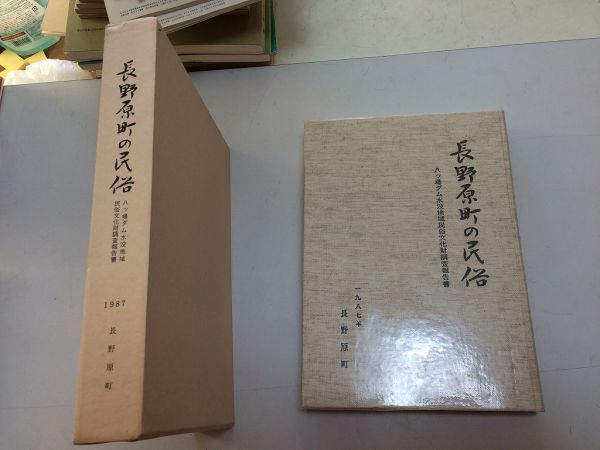 長野原町の民俗
八ッ場ダム水没地域
民俗文化財調査報告書
1987
長野原町
長野原町の民俗
八ッ場ダム水没地域民俗文化財調査報告書
一九八七年
長野原町